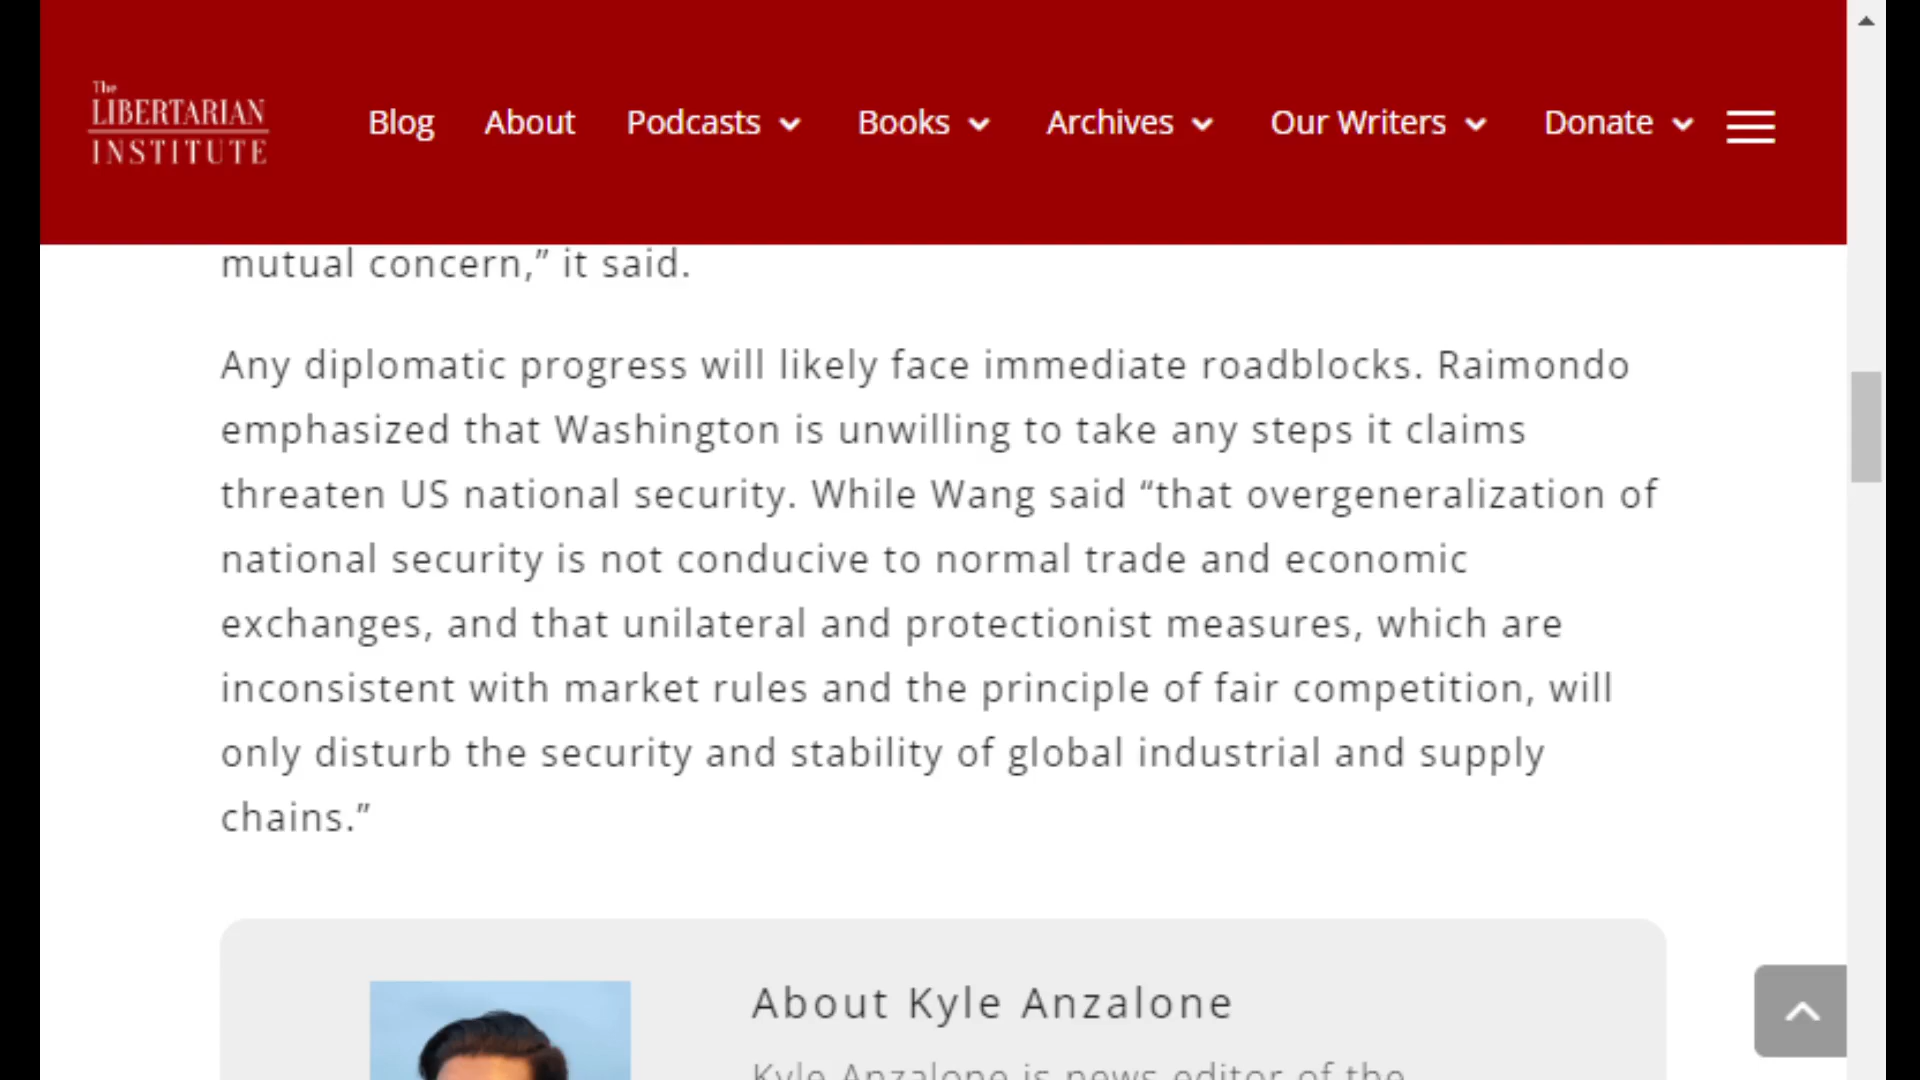 The
LIBERTARIAN
INSTITUTE
Blog About Podcasts Books Archives Our Writers Donate
mutual concern,” it said.
Any diplomatic progress will likely face immediate roadblocks. Raimondo
emphasized that Washington is unwilling to take any steps it claims
threaten US national security. While Wang said “that overgeneralization of
national security is not conducive to normal trade and economic
exchanges, and that unilateral and protectionist measures, which are
inconsistent with market rules and the principle of fair competition, will
only disturb the security and stability of global industrial and supply
chains.”
About Kyle Anzalone
Kyle Anzalone is news editor of the